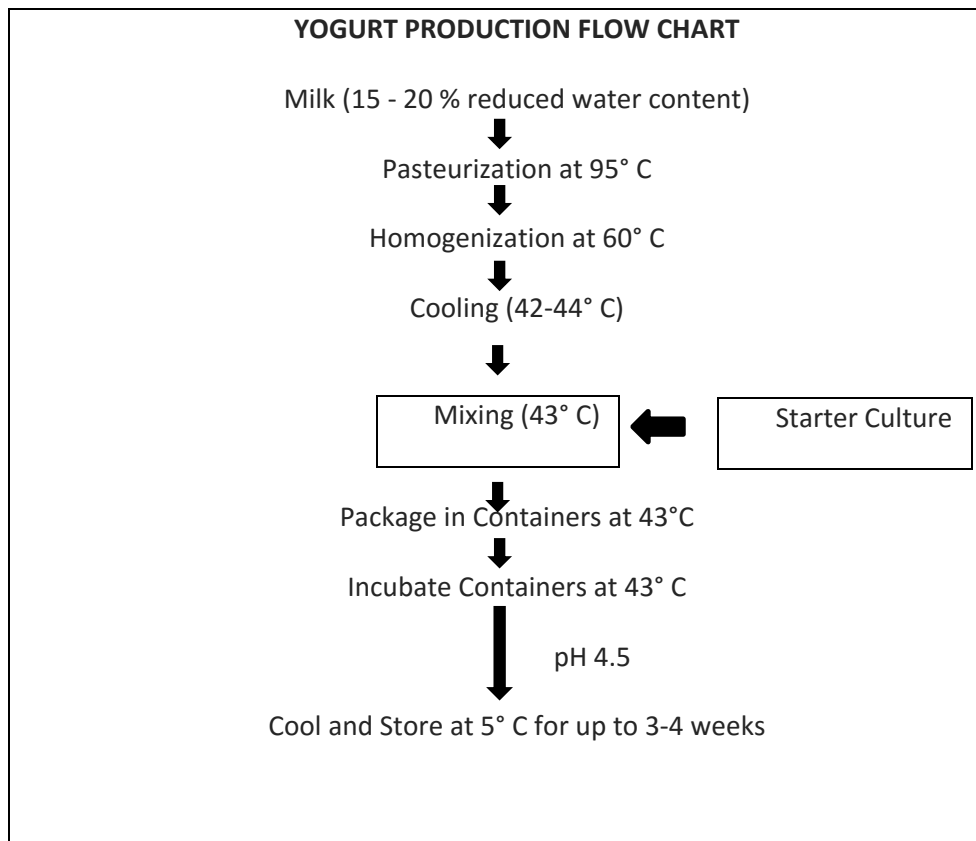 YOGURT PRODUCTION FLOW CHART
Milk (15 - 20 % reduced water content)
Pasteurization at 95° C
Homogenization at 60° C
Cooling (42-44° C)
Mixing (43° C)
Starter Culture
Package in Containers at 43°C
Incubate Containers at 43° C
pH 4.5
Cool and Store at 5° C for up to 3-4 weeks